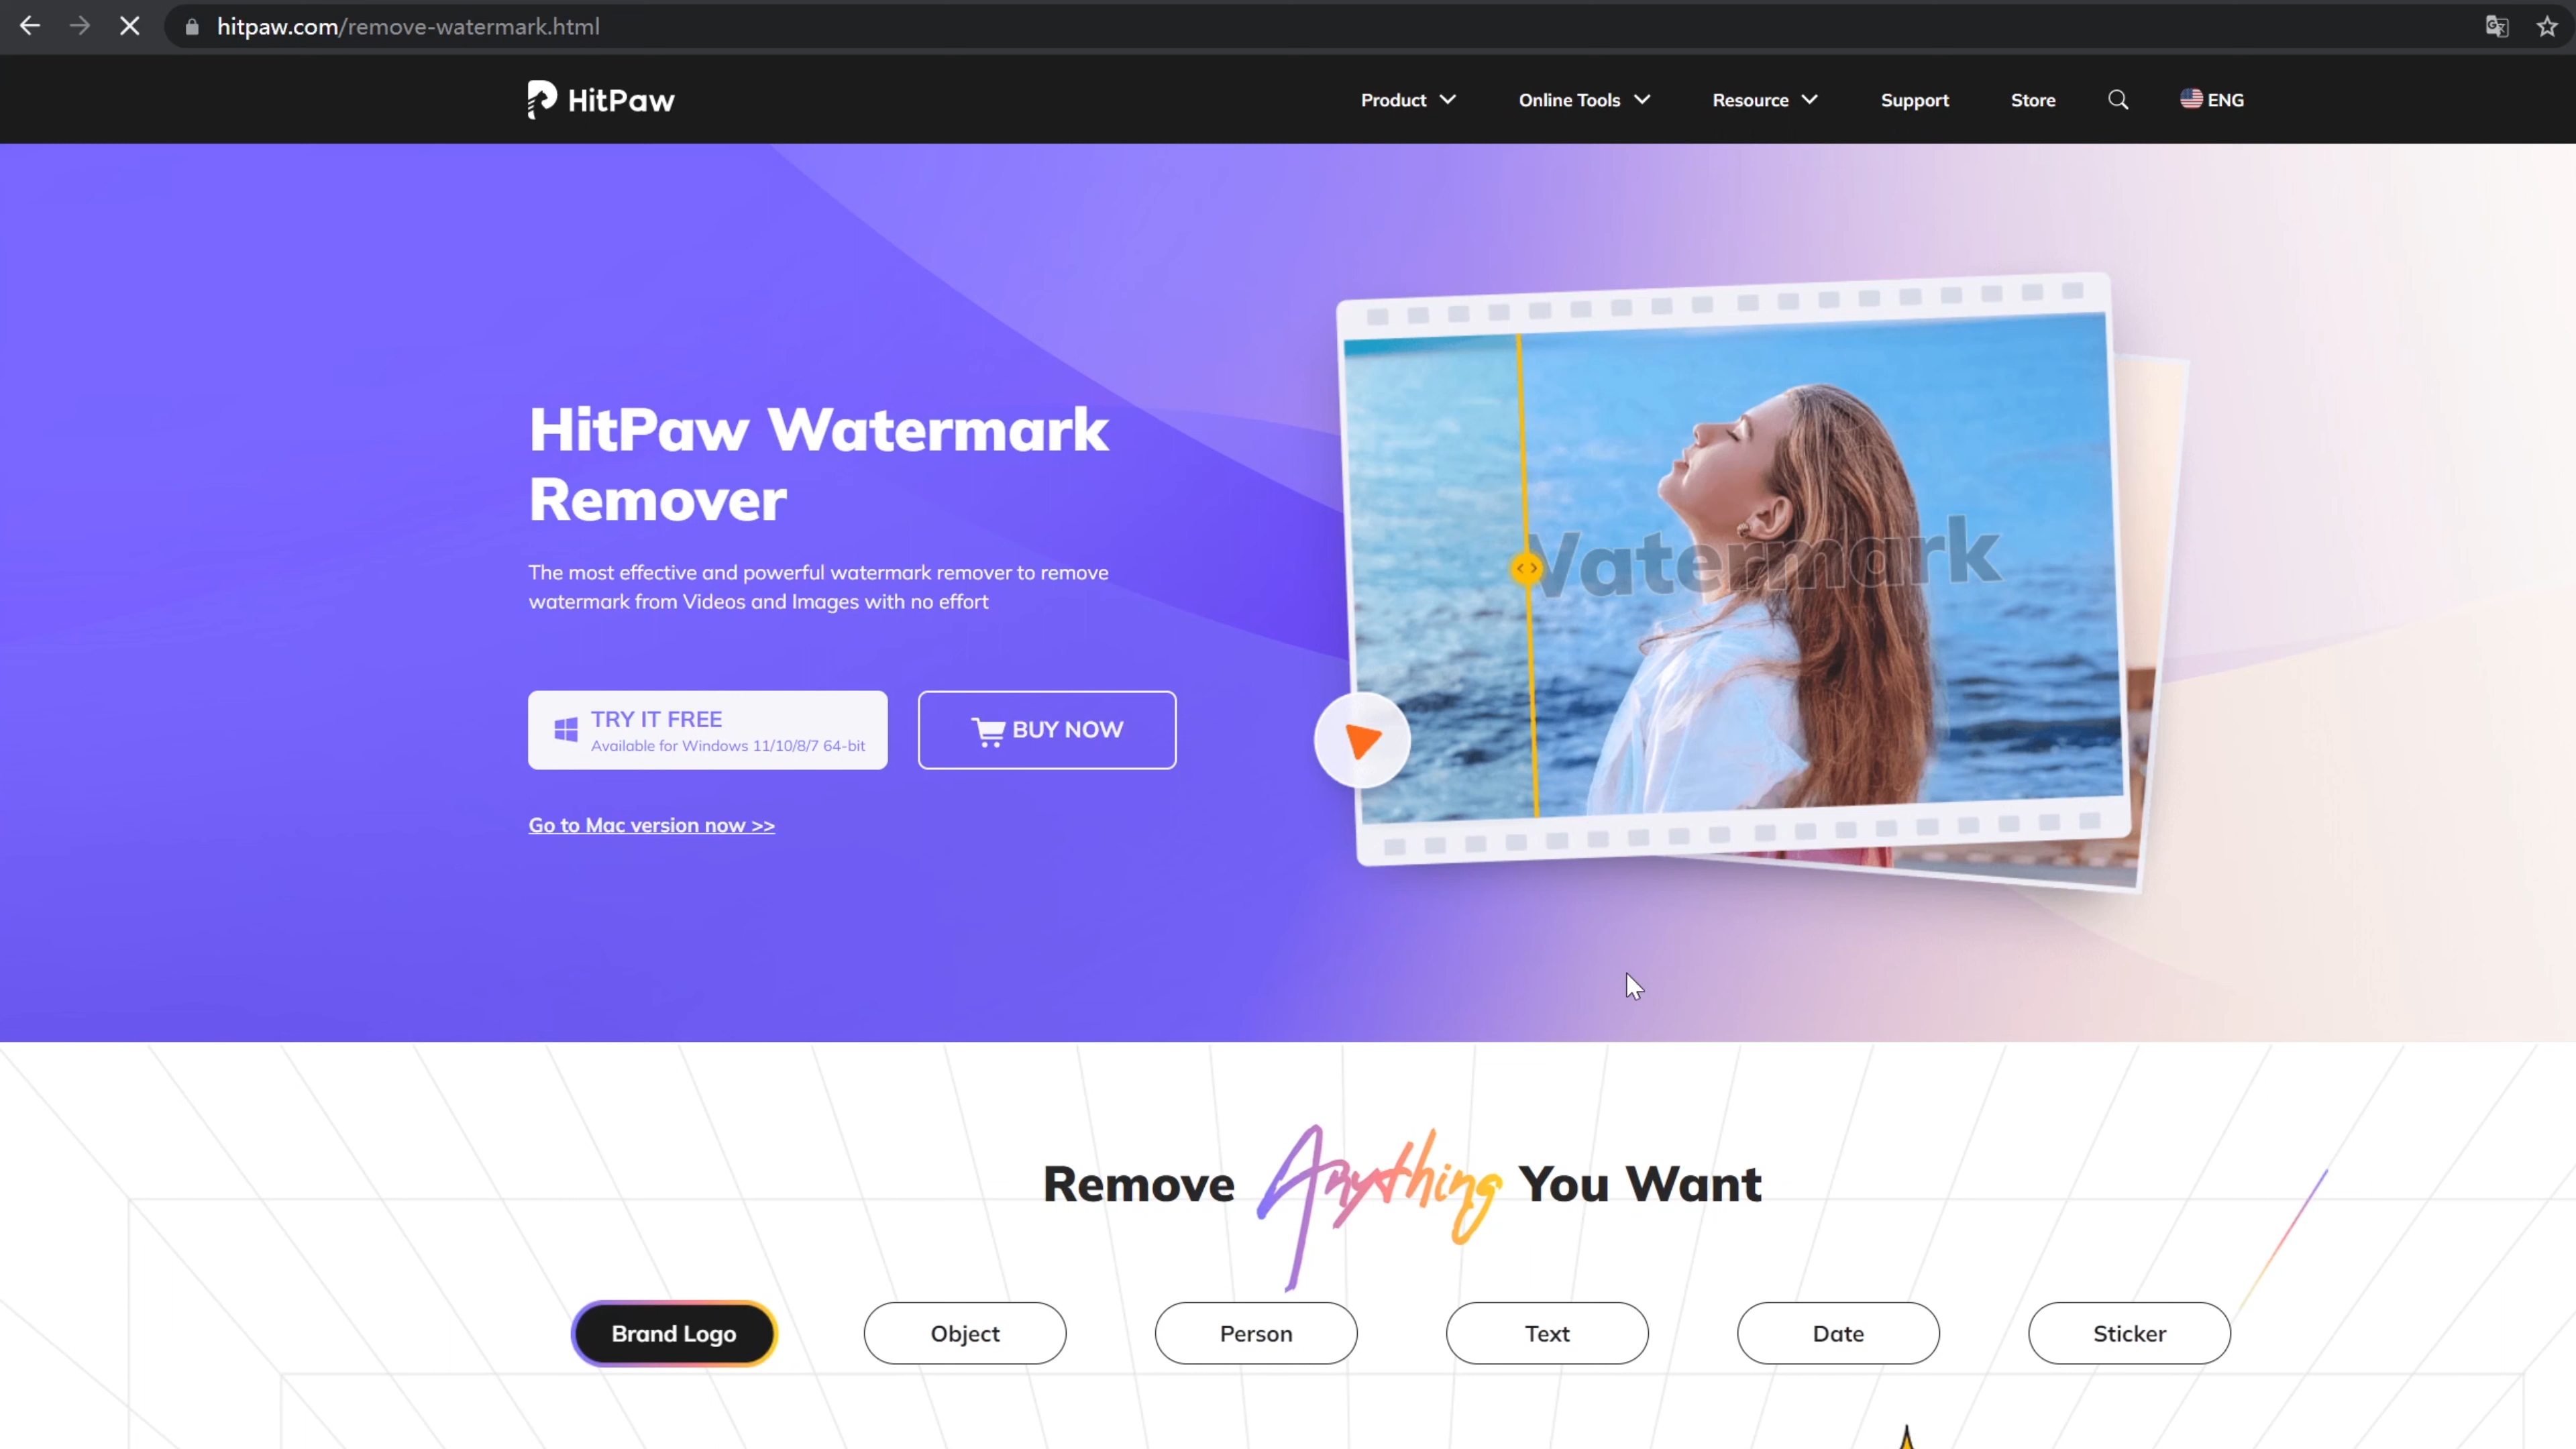 hitpaw.com/remove-watermark.html
HitPaw
Product
Online Tools
Resource
Support
Store
ENG
HitPaw Watermark
Remover
The most effective and powerful watermark remover to remove
watermark from Videos and Images with no effort
Watermark
TRY IT FREE
Available for Windows 11/10/8/7 64-bit
BUY NOW
Go to Mac version now >>
Remove Anything You Want
Brand Logo
Object
Person
Text
Date
Sticker